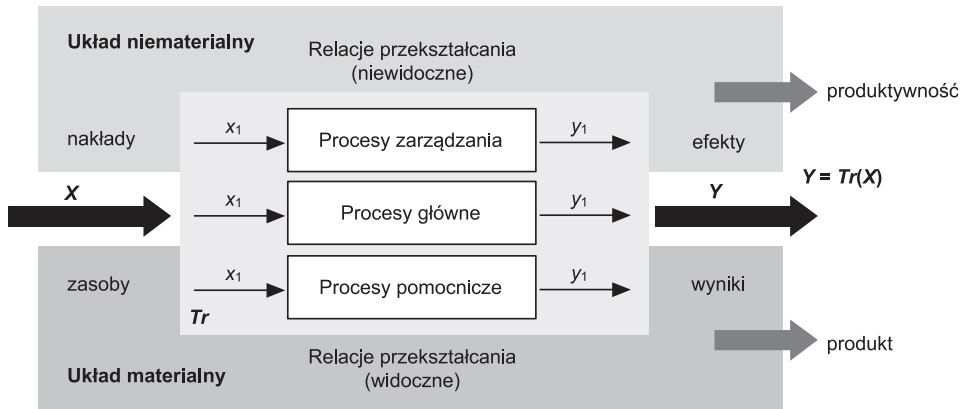 Układ niematerialny
Relacje przekształcania
(niewidoczne)
produktywność
nakłady
x1
Procesy zarządzania
y1
efekty
X
x1
Procesy główne
y1
Y
Y = Tr(X)
zasoby
x1
Procesy pomocnicze
y1
wyniki
Tr
produkt
Relacje przekształcania
(widoczne)
Układ materialny